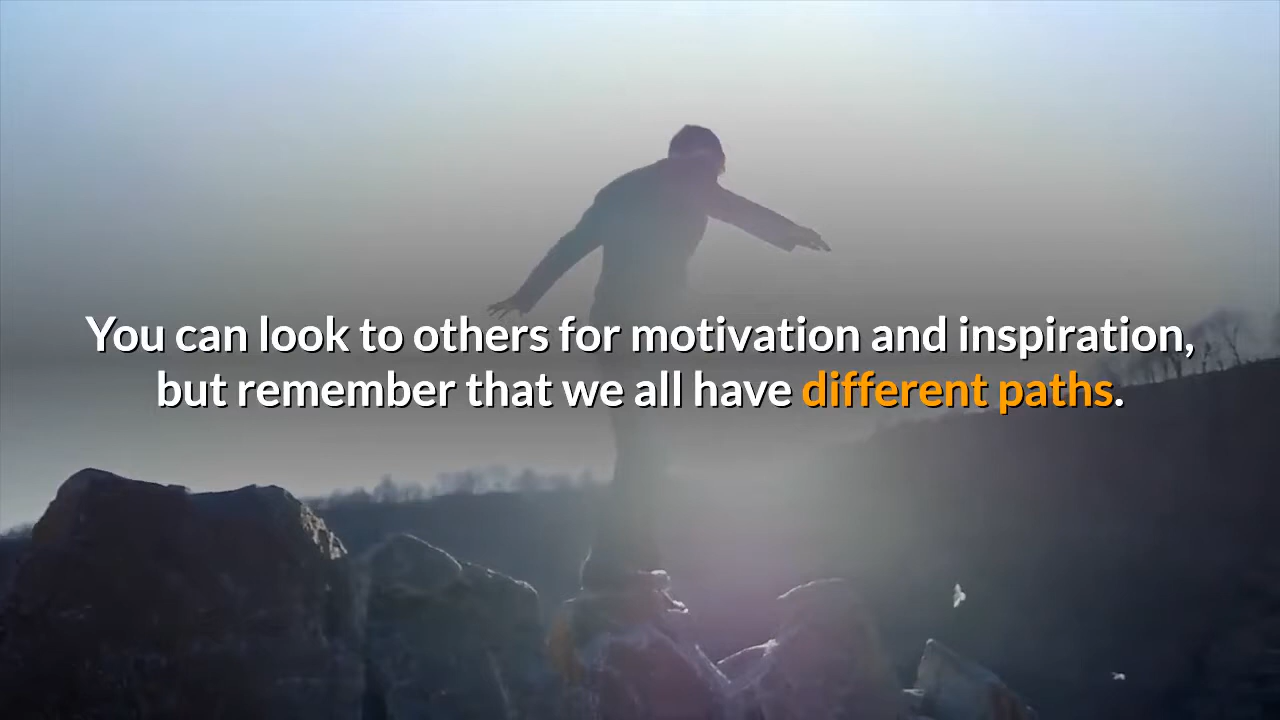 You can look to others for motivation and inspiration,
but remember that we all have different paths.